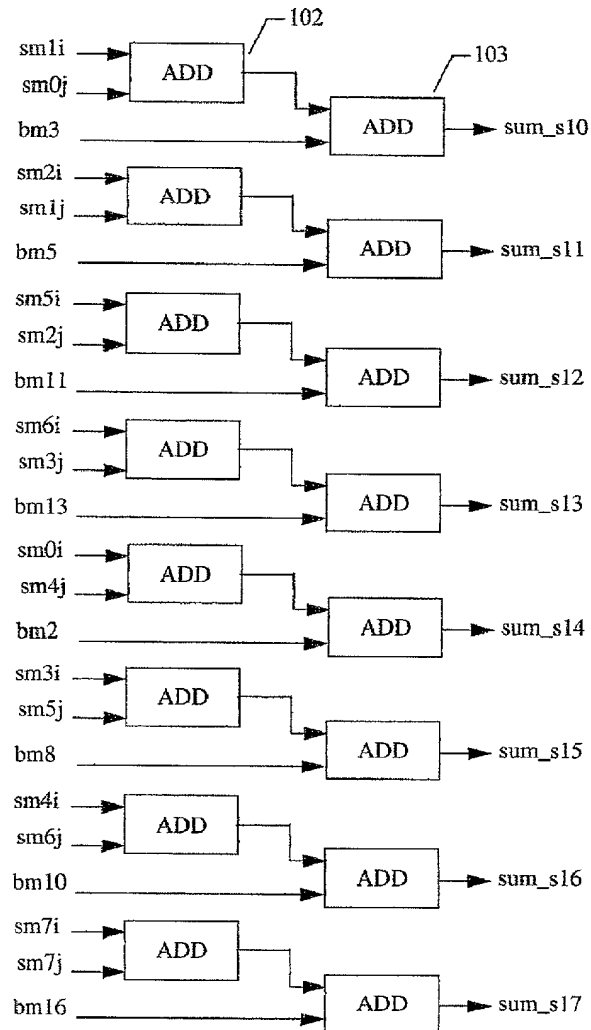 102
sm1i
ADD
sm0j
103
bm3
ADD
sum_s10
sm2i
ADD
sm1j
bm5
ADD
sum_s11
sm5i
ADD
sm2j
bm11
ADD
sum_s12
sm6i
ADD
sm3j
bm13
ADD
sum_s13
sm0i
ADD
sm4j
bm2
ADD
sum_s14
sm3i
ADD
sm5j
bm8
ADD
sum_s15
sm4i
ADD
sm6j
bm10
ADD
sum_s16
sm7i
ADD
sm7j
bm16
ADD
sum_s17